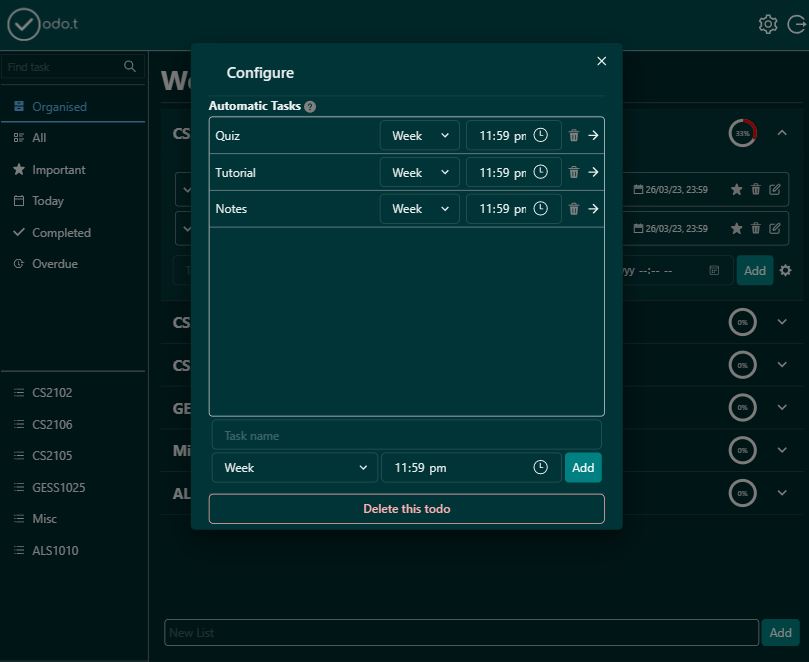 odo.t
Find task
Organised
All
Important
Today
Completed
Overdue
CS2102
CS2106
CS2105
GESS1025
Misc
ALS1010
We
CS
33%
26/03/23, 23:59
26/03/23, 23:59
yy --:-- --
Add
CS
0%
CS
0%
GE
0%
Mi
0%
AL
0%
New List
Add
Configure
Automatic Tasks ?
Quiz Week 11:59 pm
Tutorial Week 11:59 pm
Notes Week 11:59 pm
Task name
Week 11:59 pm Add
Delete this todo